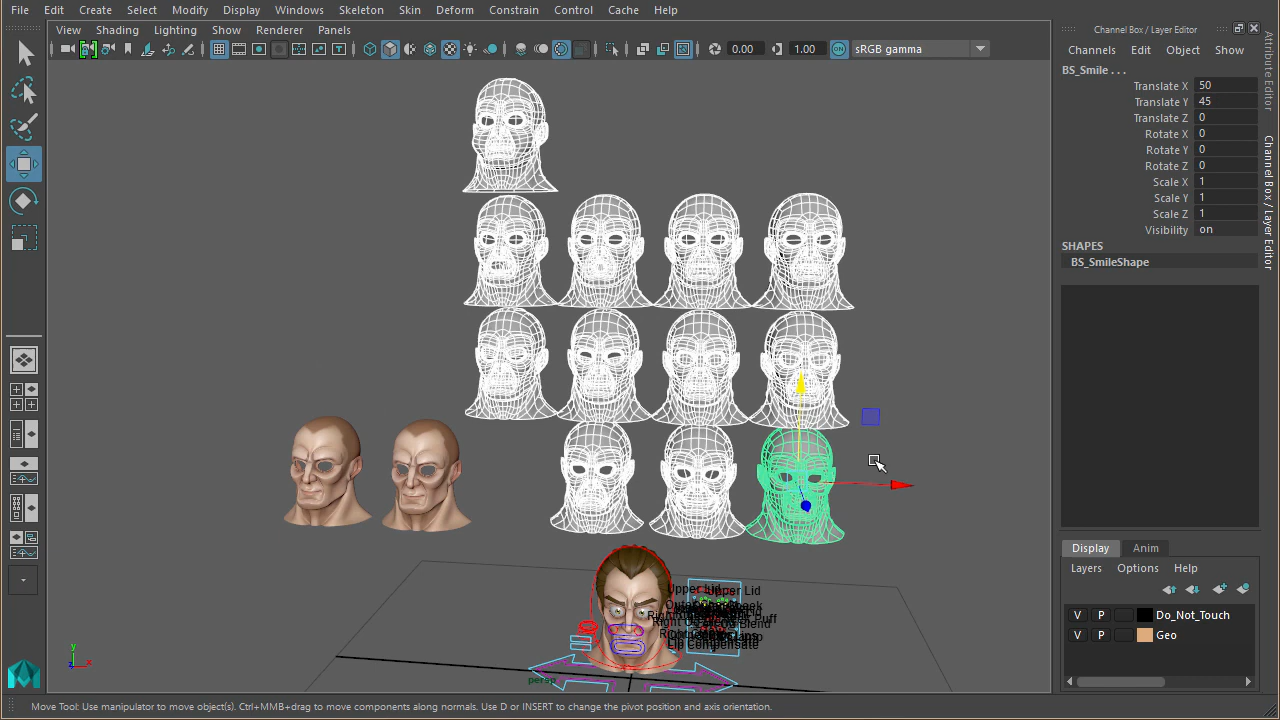 File Edit Create Select Modify Display Windows Skeleton Skin Deform Constrain Control Cache Help
View Shading Lighting Show Renderer Panels
0.00 1.00 ON sRGB gamma
Channel Box / Layer Editor
Channels Edit Object Show
BS_Smile . . .
Translate X 50
Translate Y 45
Translate Z 0
Rotate X 0
Rotate Y 0
Rotate Z 0
Scale X 1
Scale Y 1
Scale Z 1
Visibility on
SHAPES
BS_SmileShape
Attribute Editor
Channel Box / Layer Editor
Display Anim
Layers Options Help
V P Do_Not_Touch
V P Geo
Upper Lid
Upper Lid
Lip Compensate
persp
y
z x
Move Tool: Use manipulator to move object(s). Ctrl+MMB+drag to move components along normals. Use D or INSERT to change the pivot position and axis orientation.